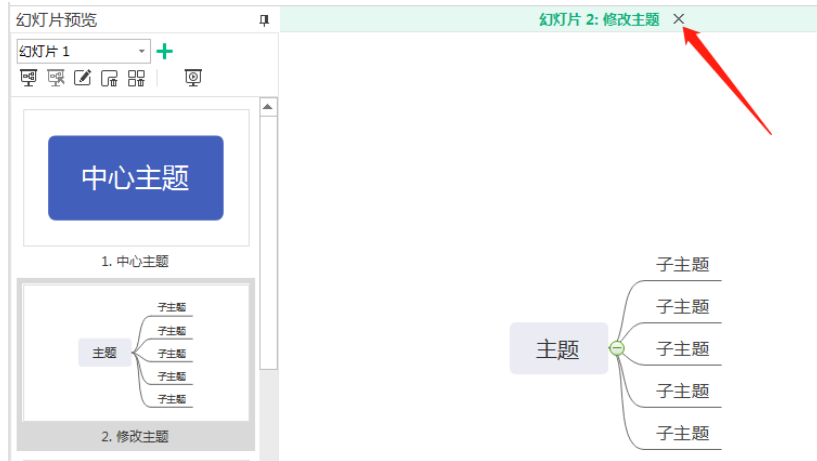 幻灯片预览
幻灯片 2: 修改主题
幻灯片 1
中心主题
1. 中心主题
子主题
子主题
主题
子主题
子主题
子主题
2. 修改主题
子主题
子主题
主题
子主题
子主题
子主题